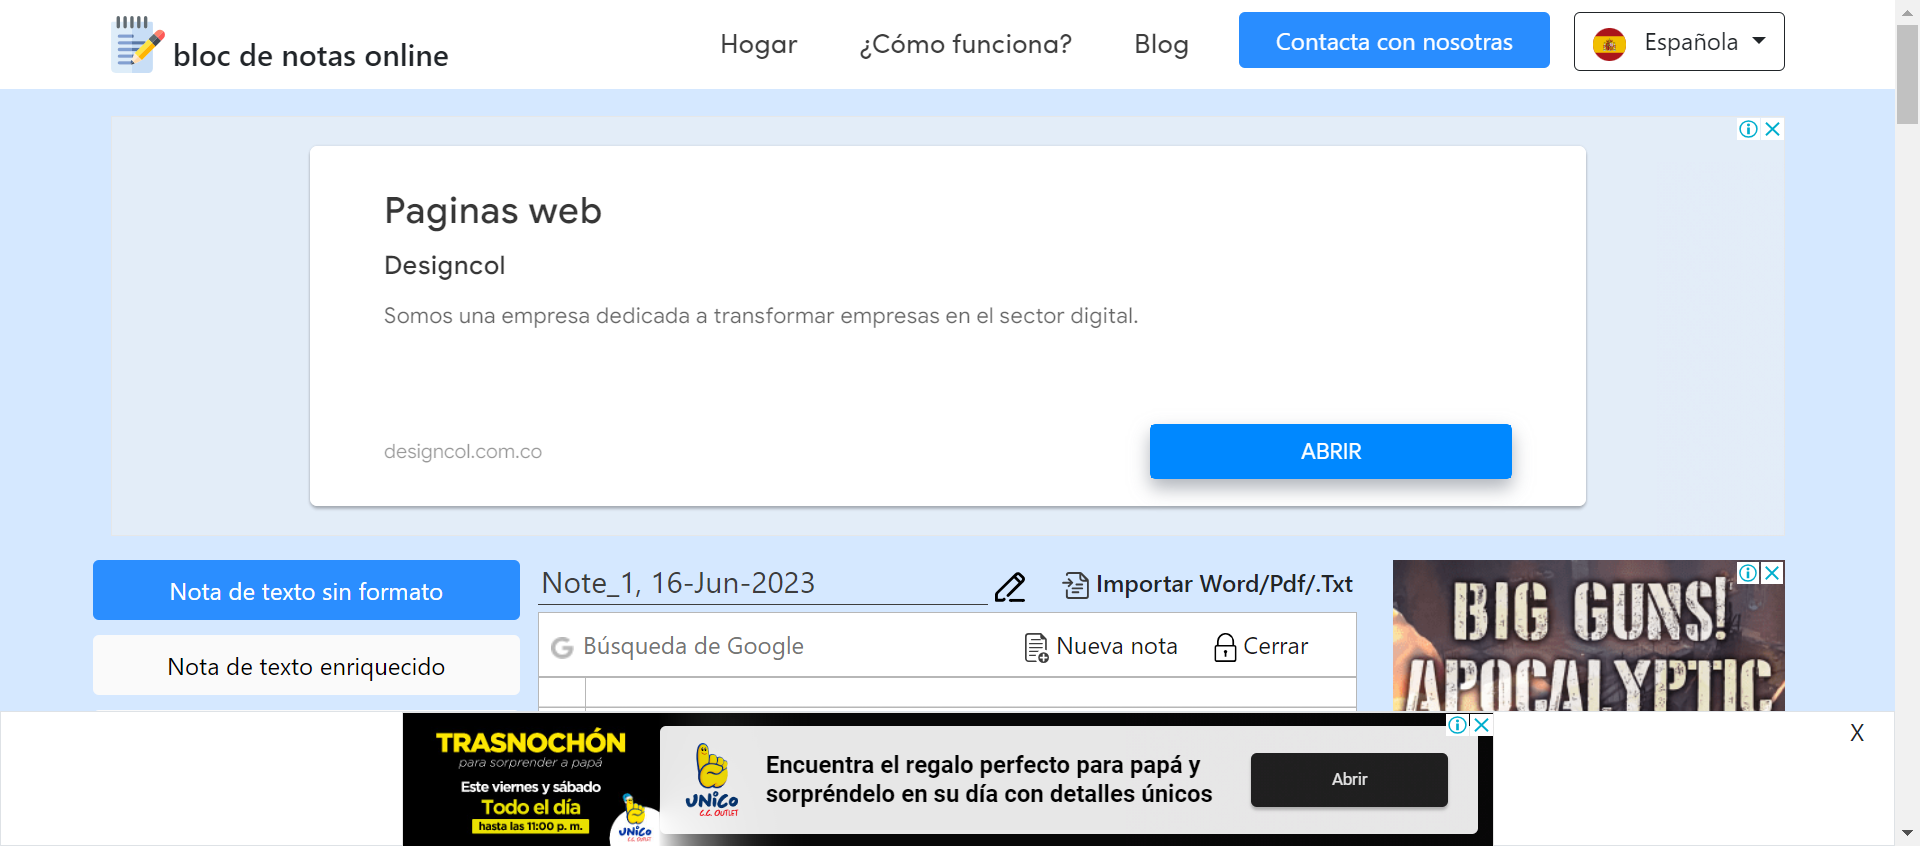 bloc de notas online
Hogar
¿Cómo funciona?
Blog
Contacta con nosotras
Española
Paginas web
Designcol
Somos una empresa dedicada a transformar empresas en el sector digital.
designcol.com.co
ABRIR
Nota de texto sin formato
Nota de texto enriquecido
Note_1, 16-Jun-2023
Importar Word/Pdf/.Txt
G Búsqueda de Google
Nueva nota
Cerrar
BIG GUNS!
APOCALYPTIC
TRASNOCHÓN
para sorprender a papá
Este viernes y sábado
Todo el día
hasta las 11:00 p. m.
UNiCO
C.C. OUTLET
UNiCO
C.C. OUTLET
Encuentra el regalo perfecto para papá y
sorpréndelo en su día con detalles únicos
Abrir
X